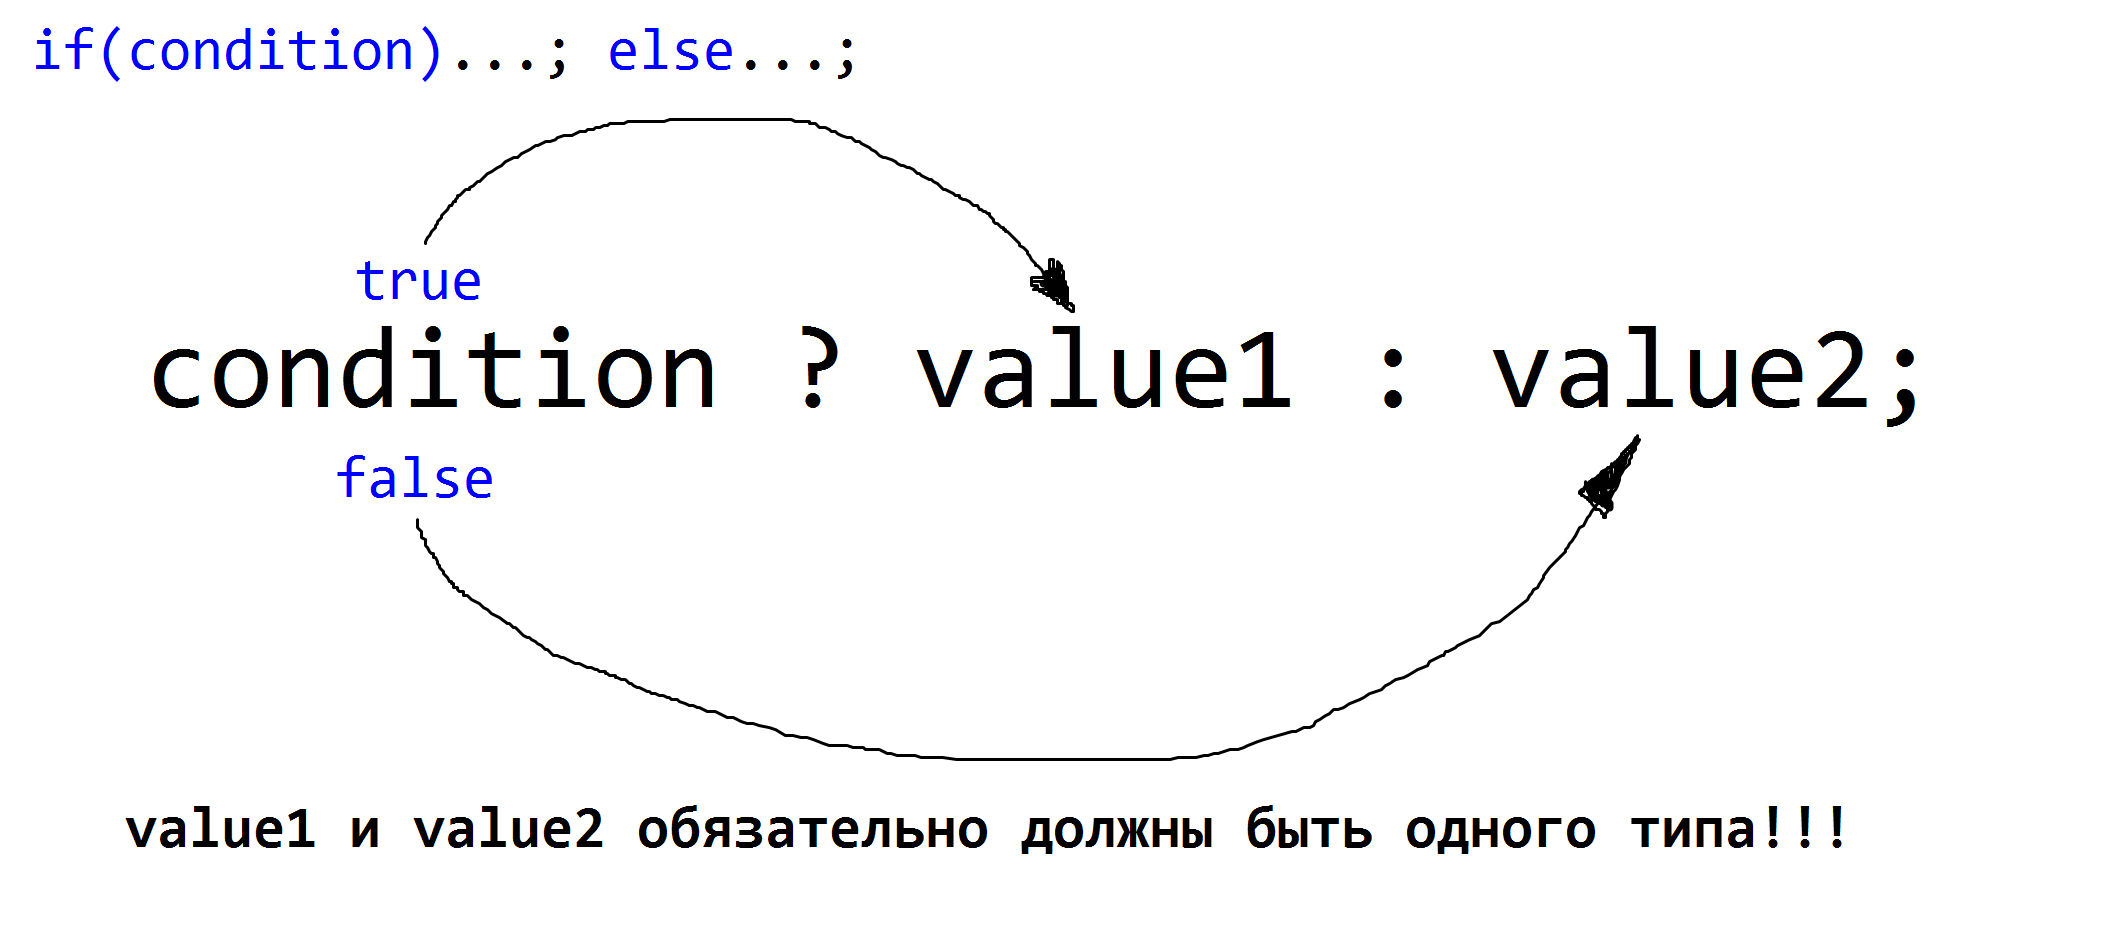 if(condition)...; else...;
true
condition ? value1 : value2;
false
value1 и value2 обязательно должны быть одного типа!!!